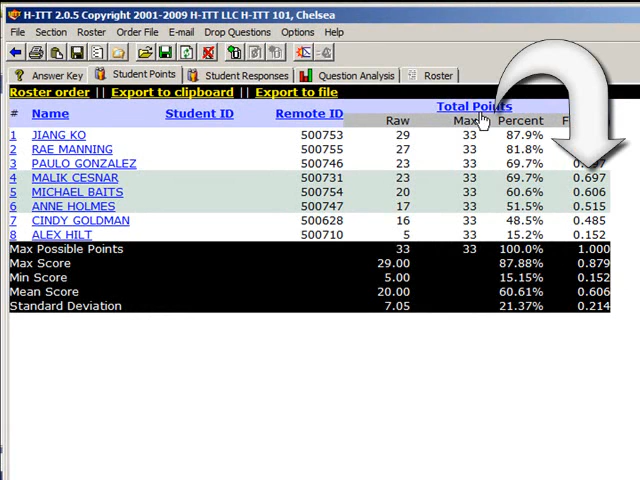 H-ITT 2.0.5 Copyright 2001-2009 H-ITT LLC H-ITT 101, Chelsea
File Section Roster Order File E-mail Drop Questions Options Help
? Answer Key Student Points Student Responses Question Analysis Roster
Roster order || Export to clipboard || Export to file
# Name Student ID Remote ID Total Points
Raw Max Percent
1 JIANG KO 500753 29 33 87.9%
2 RAE MANNING 500755 27 33 81.8%
3 PAULO GONZALEZ 500746 23 33 69.7%
4 MALIK CESNAR 500731 23 33 69.7% 0.697
5 MICHAEL BAITS 500754 20 33 60.6% 0.606
6 ANNE HOLMES 500747 17 33 51.5% 0.515
7 CINDY GOLDMAN 500628 16 33 48.5% 0.485
8 ALEX HILT 500710 5 33 15.2% 0.152
Max Possible Points 33 33 100.0% 1.000
Max Score 29.00 87.88% 0.879
Min Score 5.00 15.15% 0.152
Mean Score 20.00 60.61% 0.606
Standard Deviation 7.05 21.37% 0.214